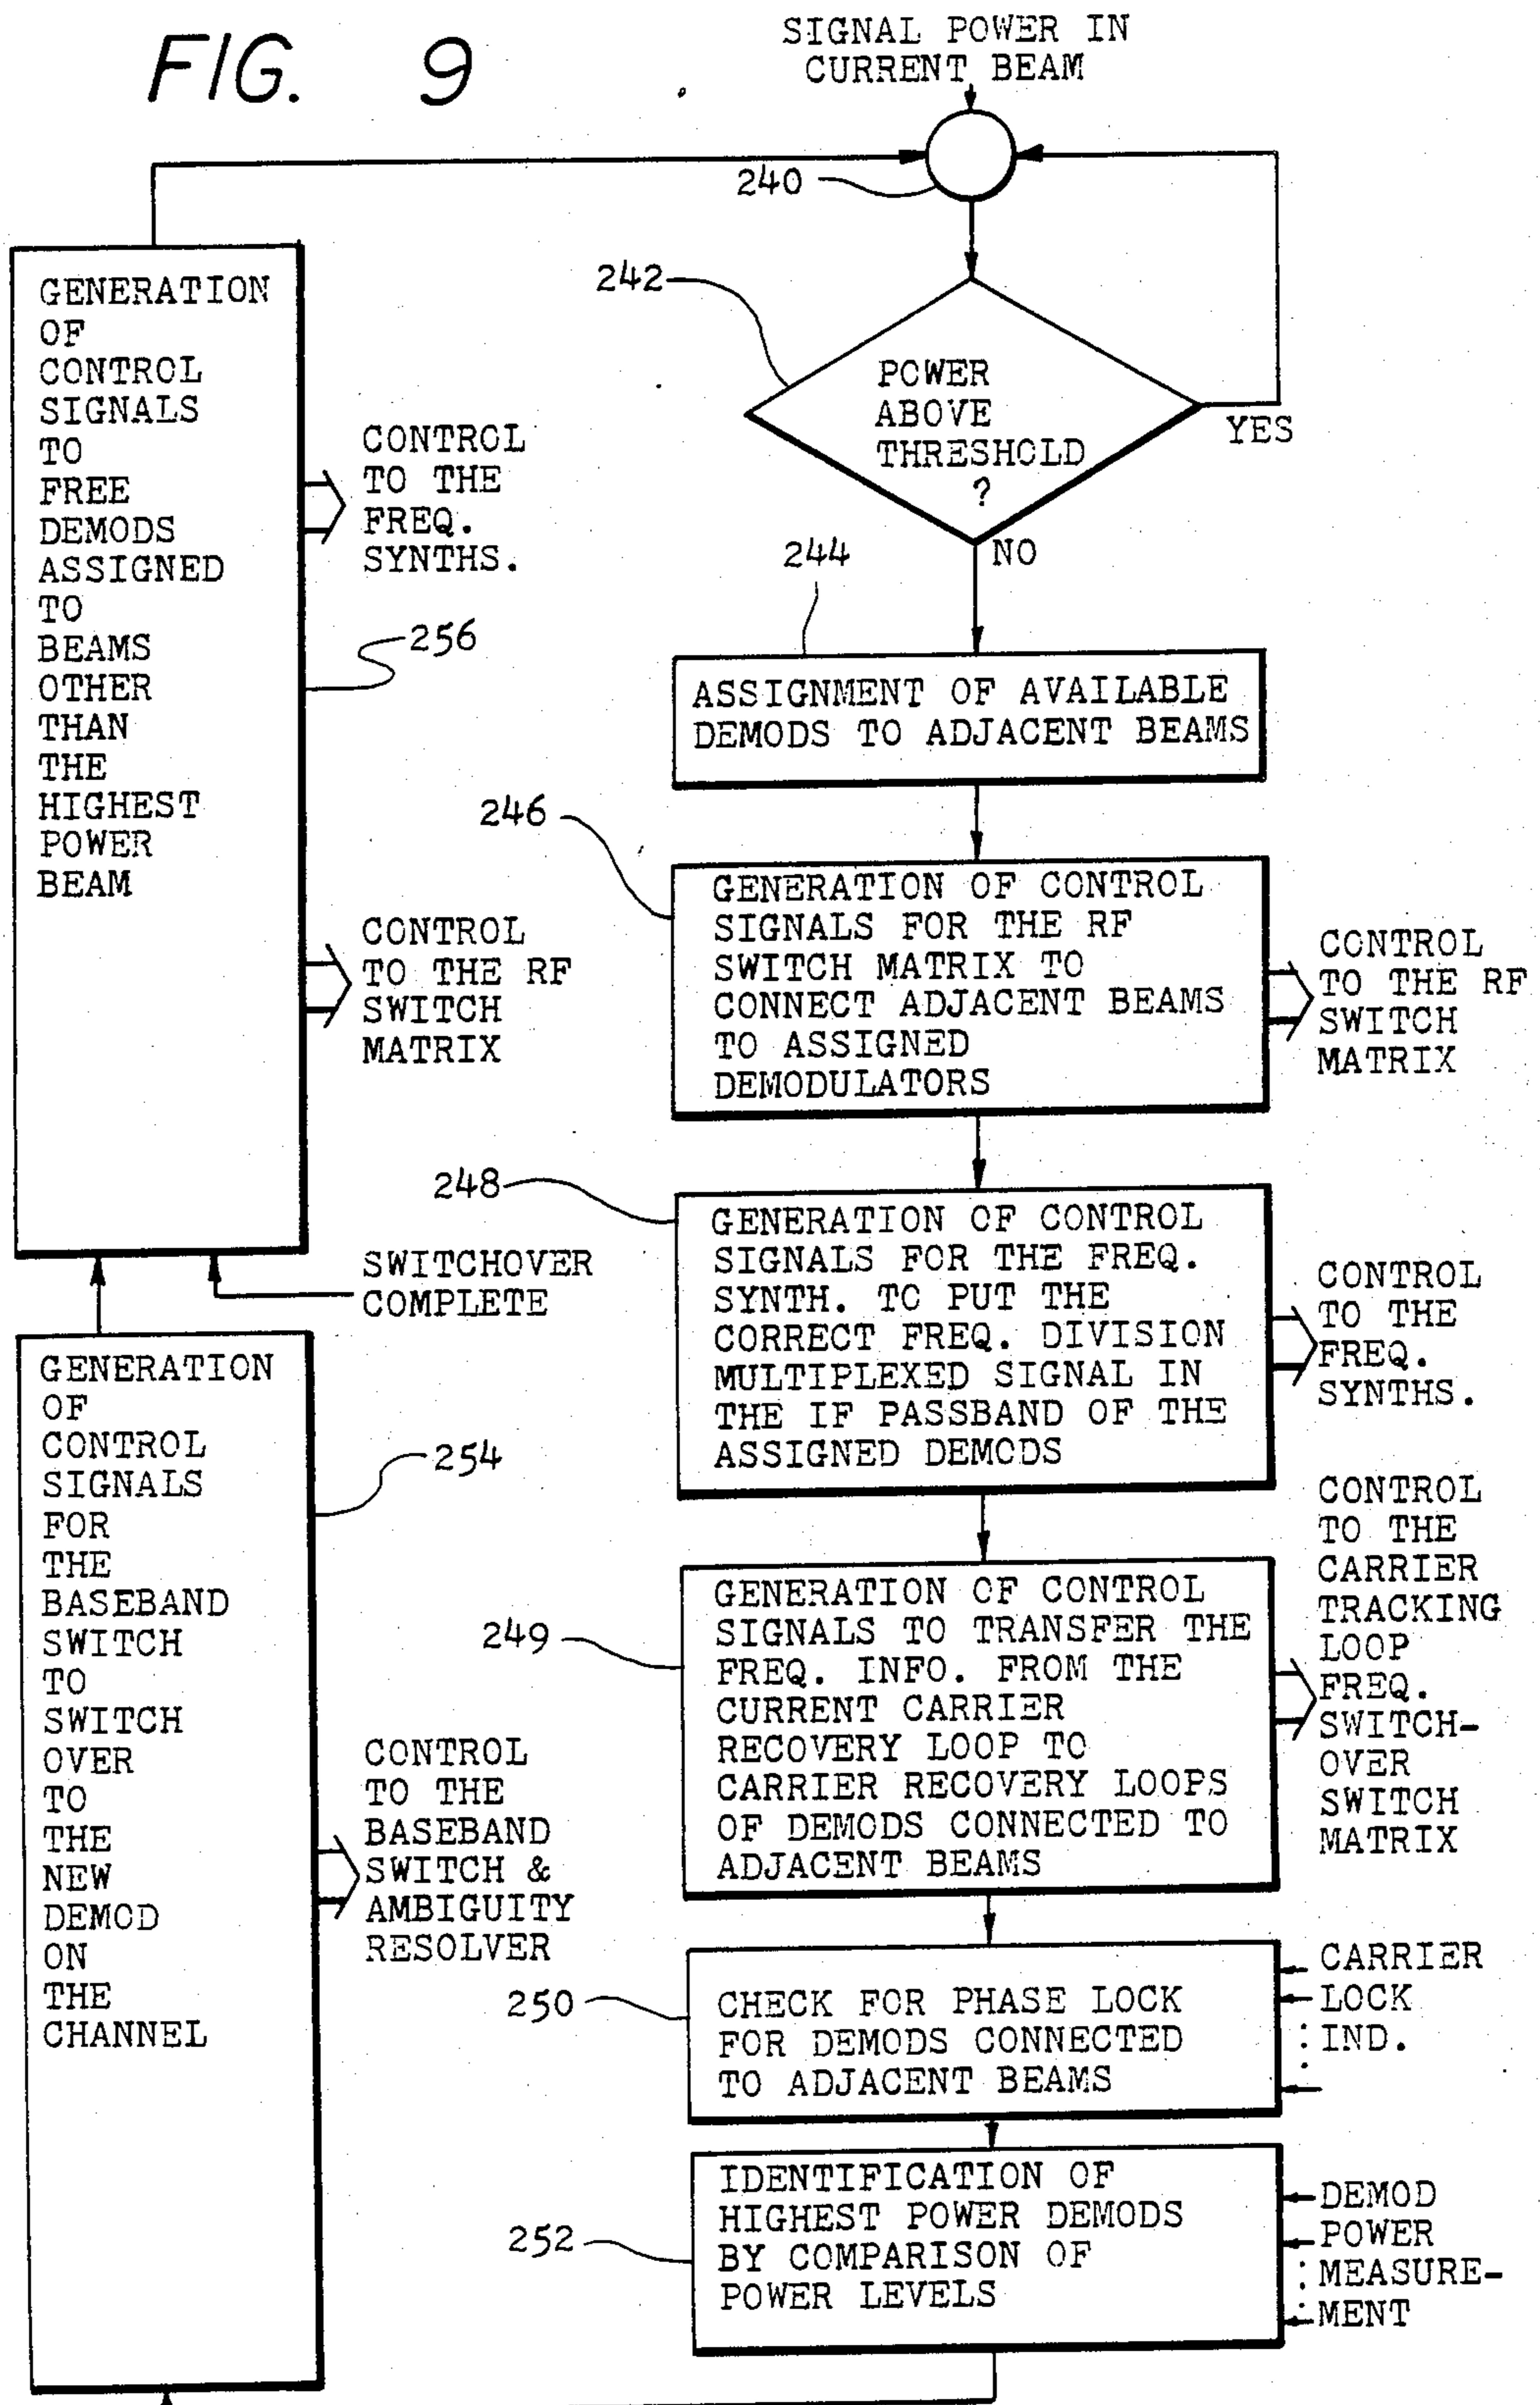 FIG. 9
SIGNAL POWER IN
CURRENT BEAM
240
242
POWER
ABOVE
THRESHOLD
?
YES
NO
244
ASSIGNMENT OF AVAILABLE
DEMODS TO ADJACENT BEAMS
246
GENERATION OF CONTROL
SIGNALS FOR THE RF
SWITCH MATRIX TO
CONNECT ADJACENT BEAMS
TO ASSIGNED
DEMODULATORS
CONTROL
TO THE RF
SWITCH
MATRIX
248
GENERATION OF CONTROL
SIGNALS FOR THE FREQ.
SYNTH. TO PUT THE
CORRECT FREQ. DIVISION
MULTIPLEXED SIGNAL IN
THE IF PASSBAND OF THE
ASSIGNED DEMODS
CONTROL
TO THE
FREQ.
SYNTHS.
249
GENERATION OF CONTROL
SIGNALS TO TRANSFER THE
FREQ. INFO. FROM THE
CURRENT CARRIER
RECOVERY LOOP TO
CARRIER RECOVERY LOOPS
OF DEMODS CONNECTED TO
ADJACENT BEAMS
CONTROL
TO THE
CARRIER
TRACKING
LOOP
FREQ.
SWITCH-
OVER
SWITCH
MATRIX
250
CHECK FOR PHASE LOCK
FOR DEMODS CONNECTED
TO ADJACENT BEAMS
CARRIER
LOCK
IND.
252
IDENTIFICATION OF
HIGHEST POWER DEMODS
BY COMPARISON OF
POWER LEVELS
DEMOD
POWER
MEASURE-
MENT
GENERATION
OF
CONTROL
SIGNALS
FOR
THE
BASEBAND
SWITCH
TO
SWITCH
OVER
TO
THE
NEW
DEMOD
ON
THE
CHANNEL
254
CONTROL
TO THE
BASEBAND
SWITCH &
AMBIGUITY
RESOLVER
SWITCHOVER
COMPLETE
GENERATION
OF
CONTROL
SIGNALS
TO
FREE
DEMODS
ASSIGNED
TO
BEAMS
OTHER
THAN
THE
HIGHEST
POWER
BEAM
256
CONTROL
TO THE
FREQ.
SYNTHS.
CONTROL
TO THE RF
SWITCH
MATRIX